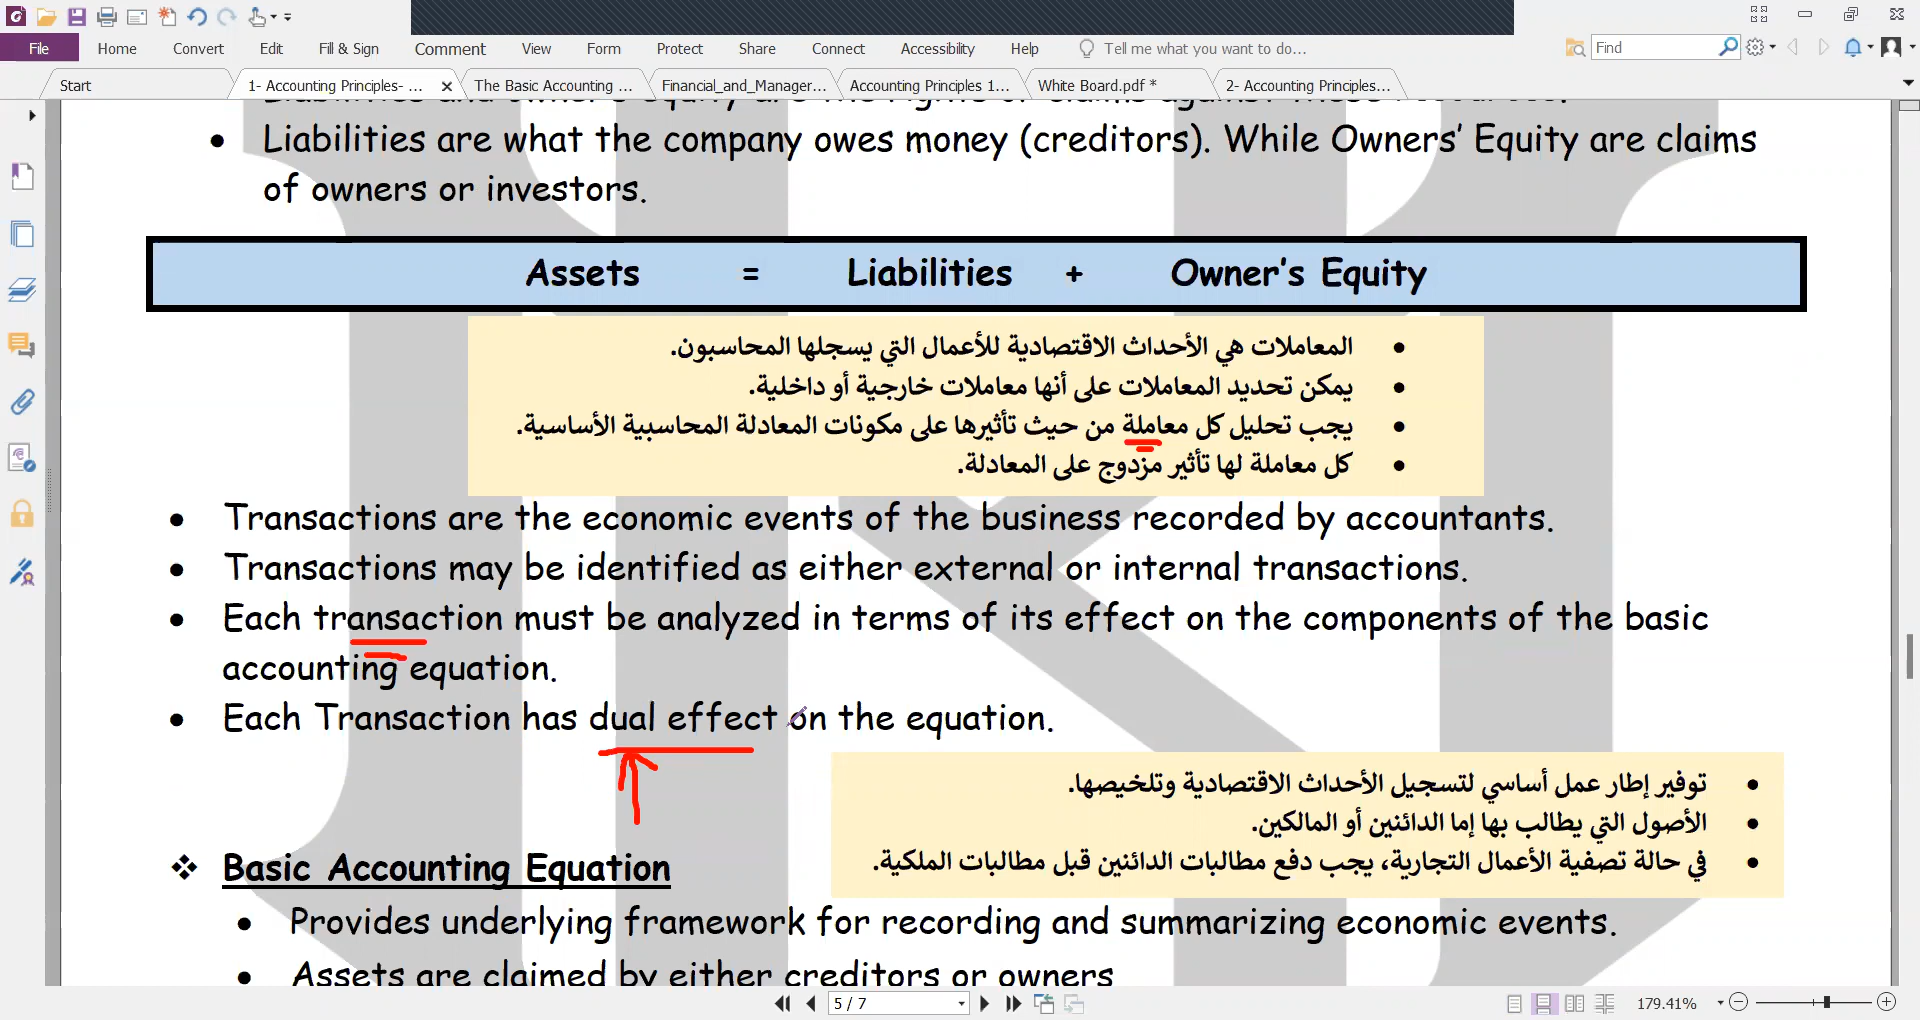 File Home Convert Edit Fill & Sign Comment View Form Protect Share Connect Accessibility Help Tell me what you want to do... Find
Start 1- Accounting Principles- ... The Basic Accounting ... Financial_and_Manager... Accounting Principles 1... White Board.pdf * 2- Accounting Principles...
Liabilities are what the company owes money (creditors). While Owners' Equity are claims
of owners or investors.
Assets = Liabilities + Owner's Equity
المعاملات هي الأحداث الاقتصادية للأعمال التي يسجلها المحاسبون.
يمكن تحديد المعاملات على أنها معاملات خارجية أو داخلية.
يجب تحليل كل معاملة من حيث تأثيرها على مكونات المعادلة المحاسبية الأساسية.
كل معاملة لها تأثير مزدوج على المعادلة.
Transactions are the economic events of the business recorded by accountants.
Transactions may be identified as either external or internal transactions.
Each transaction must be analyzed in terms of its effect on the components of the basic
accounting equation.
Each Transaction has dual effect on the equation.
توفير إطار عمل أساسي لتسجيل الأحداث الاقتصادية وتلخيصها.
الأصول التي يطالب بها إما الدائنين أو المالكين.
في حالة تصفية الأعمال التجارية، يجب دفع مطالبات الدائنين قبل مطالبات الملكية.
Basic Accounting Equation
Provides underlying framework for recording and summarizing economic events.
Assets are claimed by either creditors or owners
5 / 7 179.41%